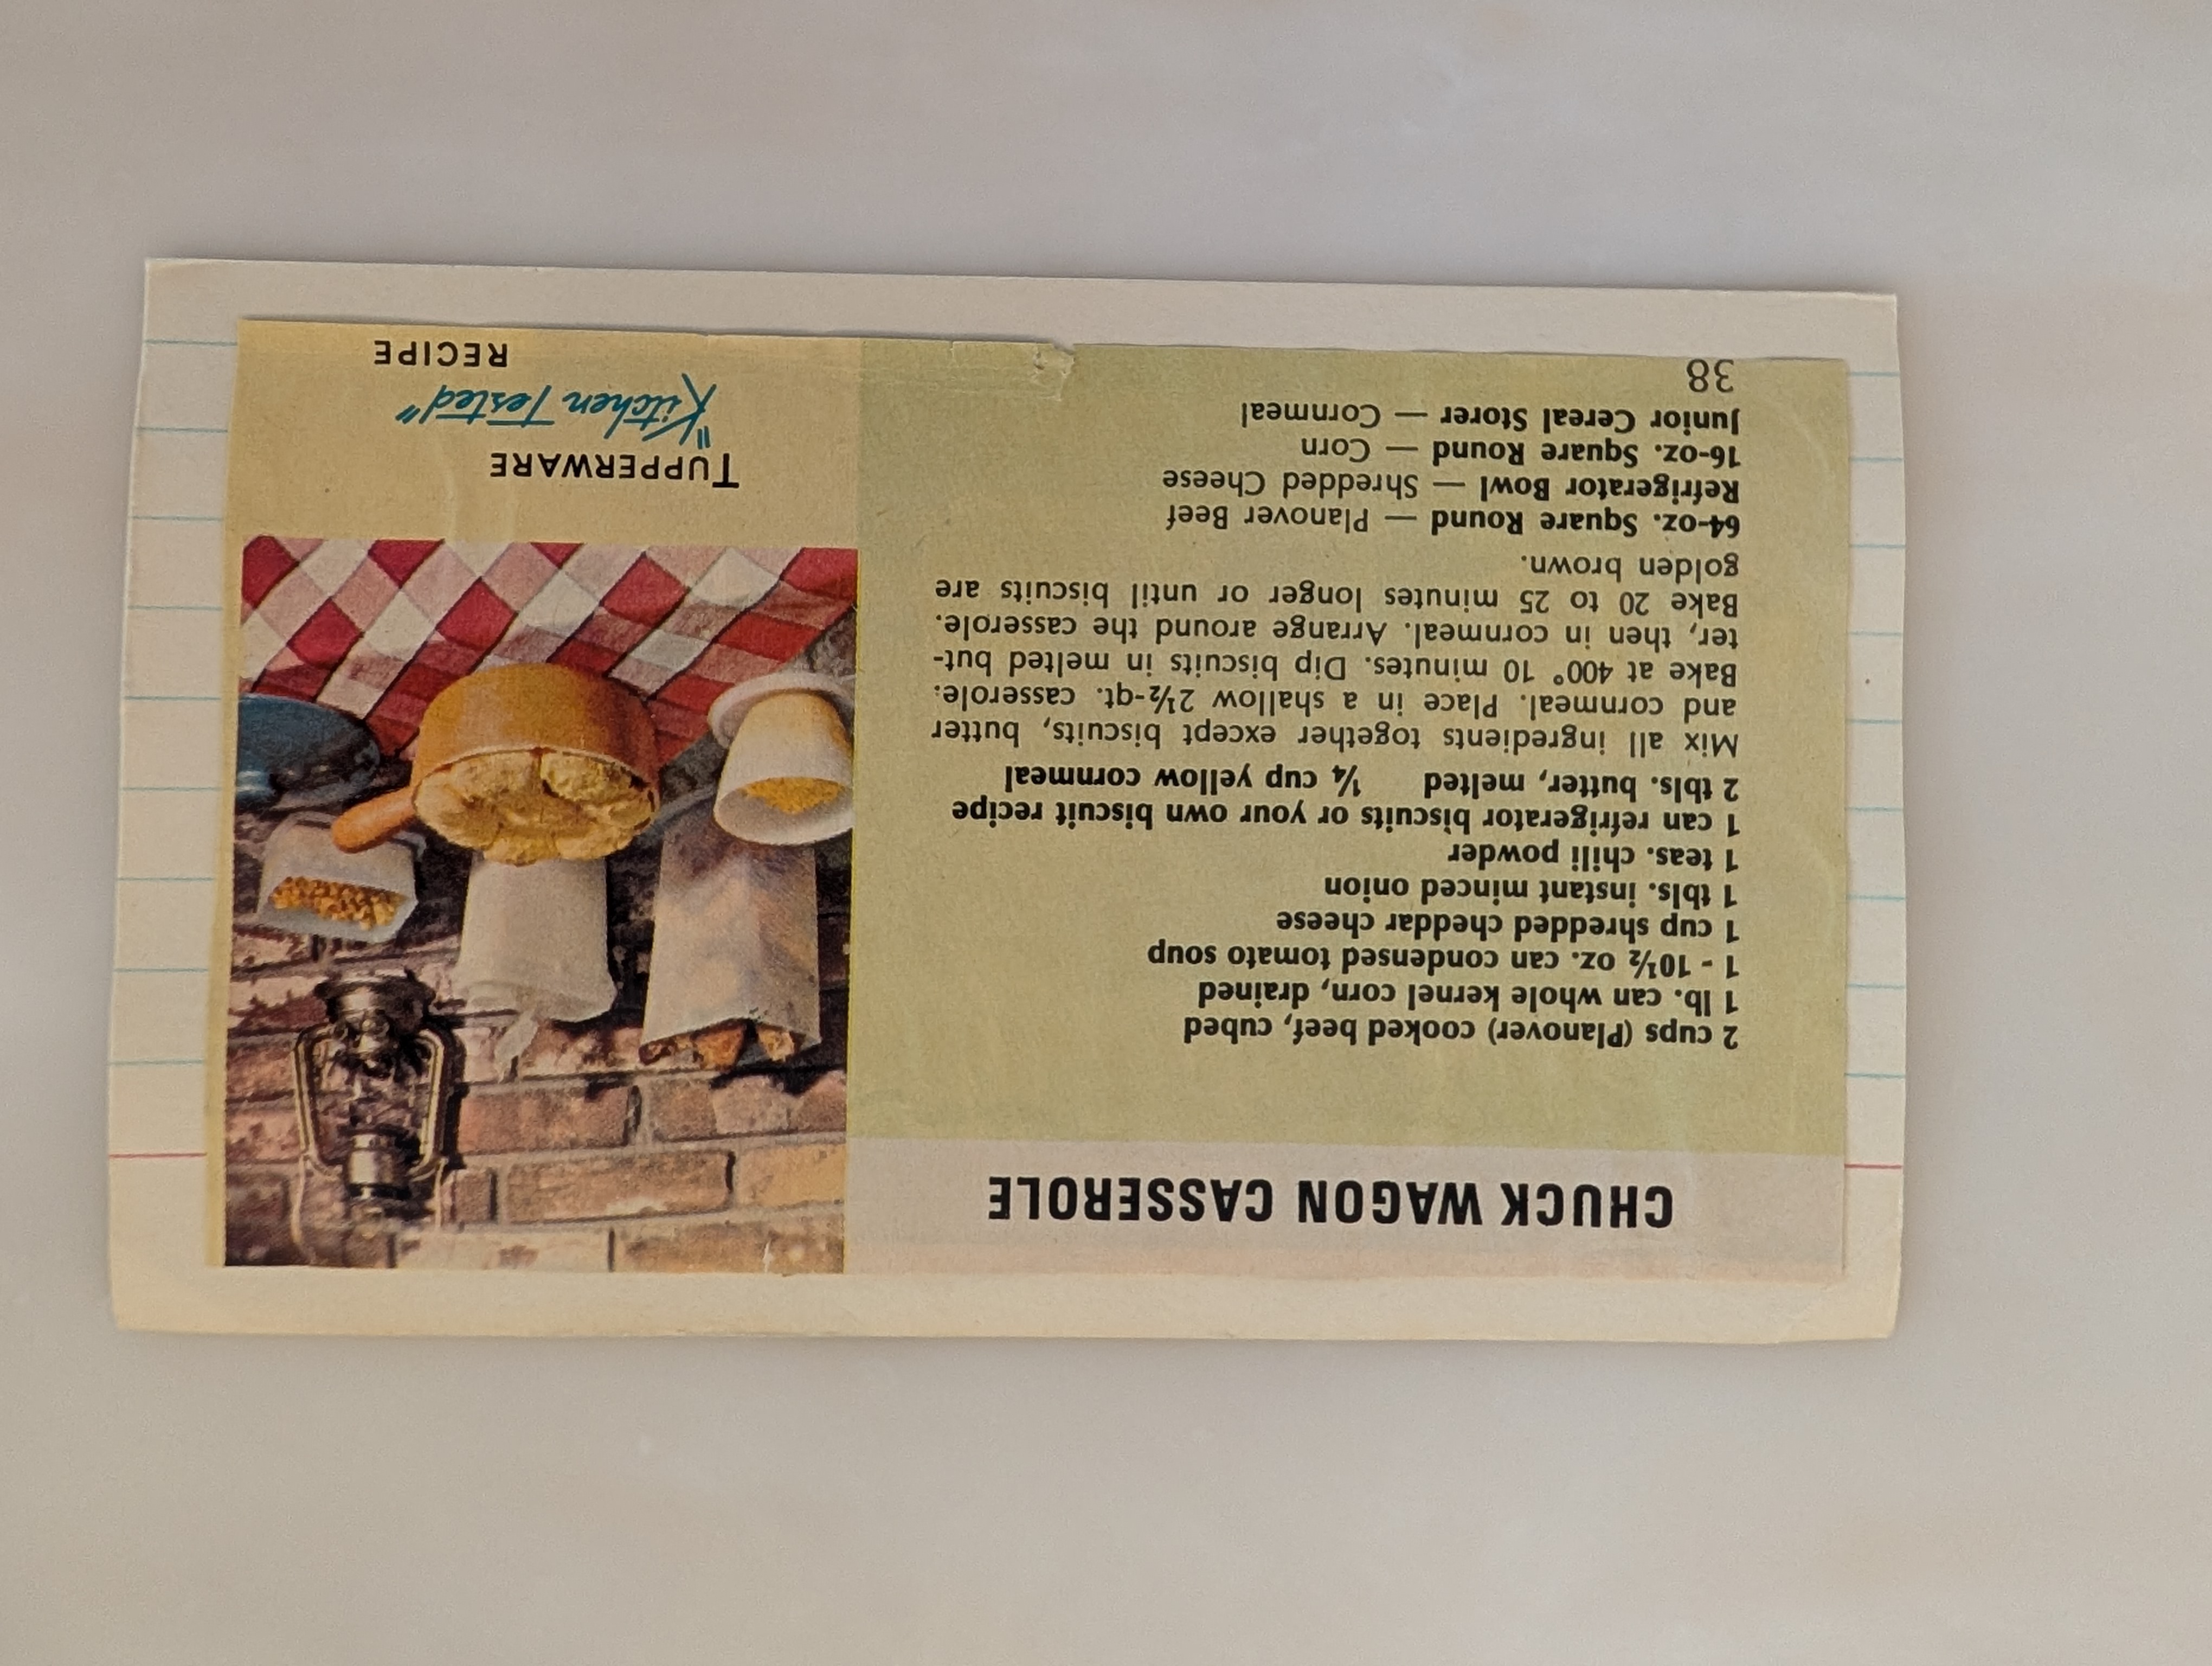 CHUCK WAGON CASSEROLE
2 cups (Planover) cooked beef, cubed
1 lb. can whole kernel corn, drained
1 - 10½ oz. can condensed tomato soup
1 cup shredded cheddar cheese
1 tbls. instant minced onion
1 teas. chili powder
1 can refrigerator biscuits or your own biscuit recipe
2 tbls. butter, melted ¼ cup yellow cornmeal
Mix all ingredients together except biscuits, butter
and cornmeal. Place in a shallow 2½-qt. casserole.
Bake at 400° 10 minutes. Dip biscuits in melted but-
ter, then in cornmeal. Arrange around the casserole.
Bake 20 to 25 minutes longer or until biscuits are
golden brown.
64-oz. Square Round — Planover Beef
Refrigerator Bowl — Shredded Cheese
16-oz. Square Round — Corn
Junior Cereal Storer — Cornmeal
38
TUPPERWARE
"Kitchen Tested"
RECIPE